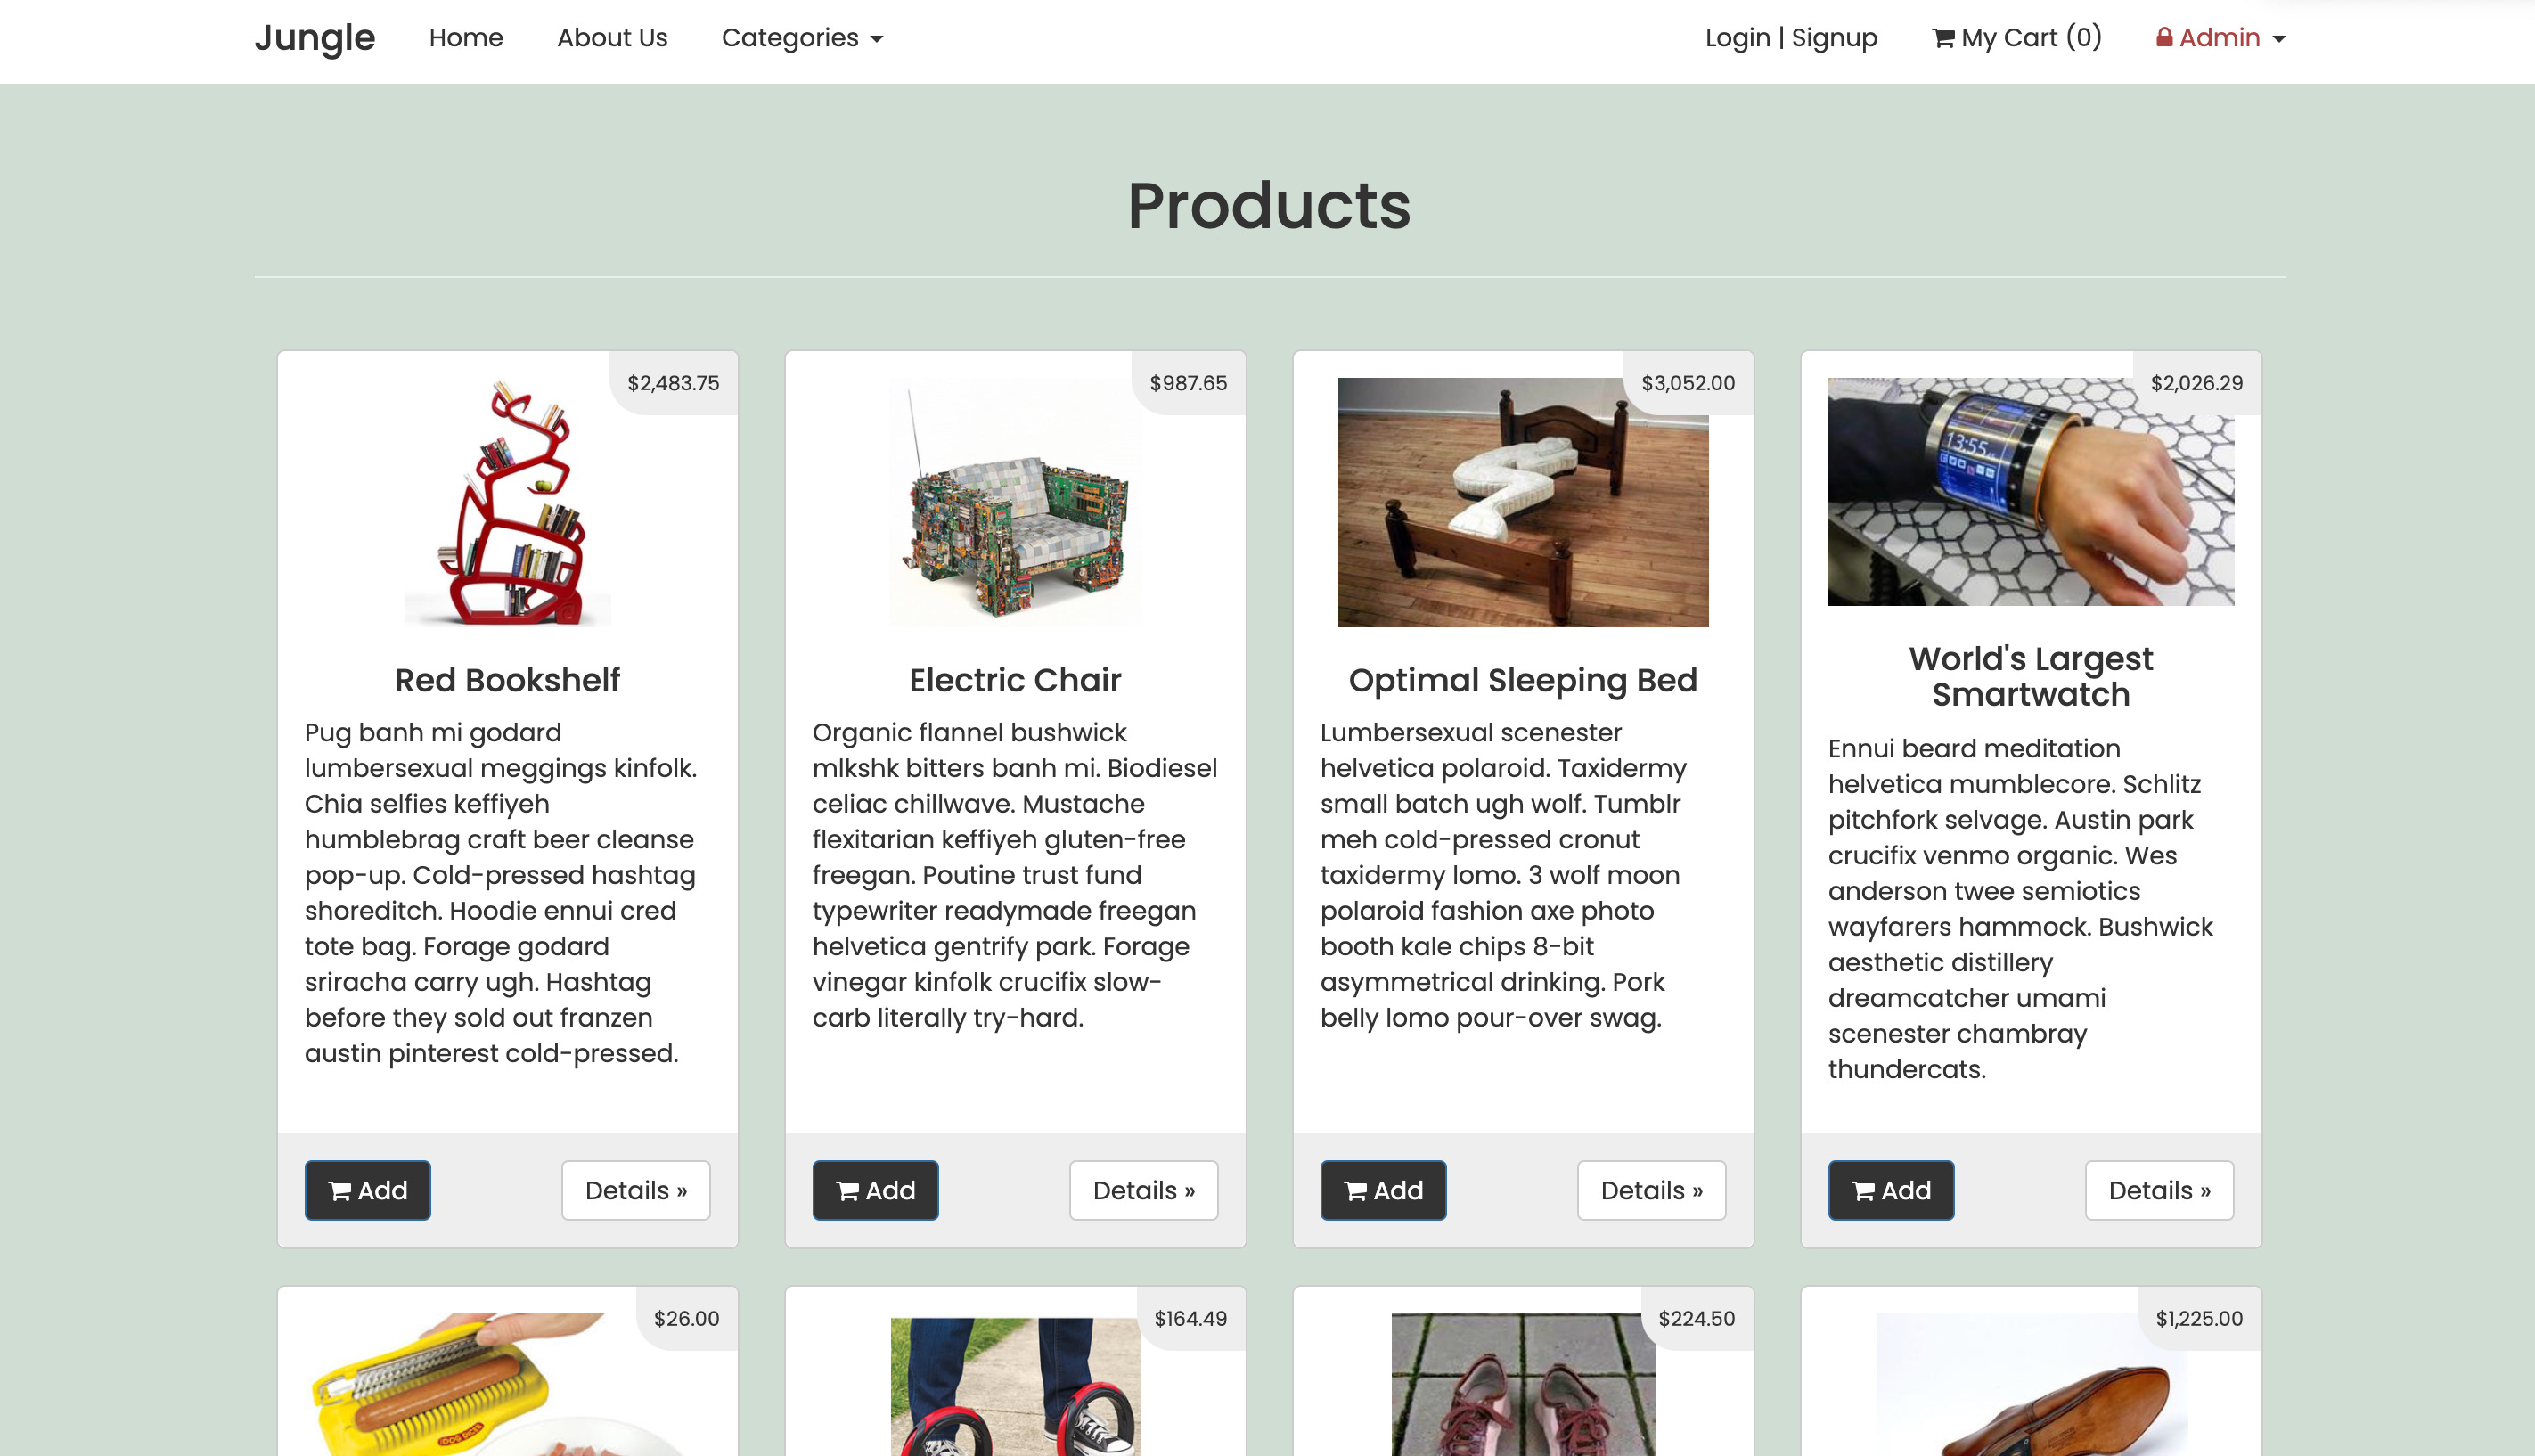 Jungle Home About Us Categories Login | Signup My Cart (0) Admin
Products
$2,483.75
Red Bookshelf
Pug banh mi godard
lumbersexual meggings kinfolk.
Chia selfies keffiyeh
humblebrag craft beer cleanse
pop-up. Cold-pressed hashtag
shoreditch. Hoodie ennui cred
tote bag. Forage godard
sriracha carry ugh. Hashtag
before they sold out franzen
austin pinterest cold-pressed.
Add Details »
$987.65
Electric Chair
Organic flannel bushwick
mlkshk bitters banh mi. Biodiesel
celiac chillwave. Mustache
flexitarian keffiyeh gluten-free
freegan. Poutine trust fund
typewriter readymade freegan
helvetica gentrify park. Forage
vinegar kinfolk crucifix slow-
carb literally try-hard.
Add Details »
$3,052.00
Optimal Sleeping Bed
Lumbersexual scenester
helvetica polaroid. Taxidermy
small batch ugh wolf. Tumblr
meh cold-pressed cronut
taxidermy lomo. 3 wolf moon
polaroid fashion axe photo
booth kale chips 8-bit
asymmetrical drinking. Pork
belly lomo pour-over swag.
Add Details »
$2,026.29
13:55
World's Largest
Smartwatch
Ennui beard meditation
helvetica mumblecore. Schlitz
pitchfork selvage. Austin park
crucifix venmo organic. Wes
anderson twee semiotics
wayfarers hammock. Bushwick
aesthetic distillery
dreamcatcher umami
scenester chambray
thundercats.
Add Details »
$26.00
$164.49
$224.50
$1,225.00